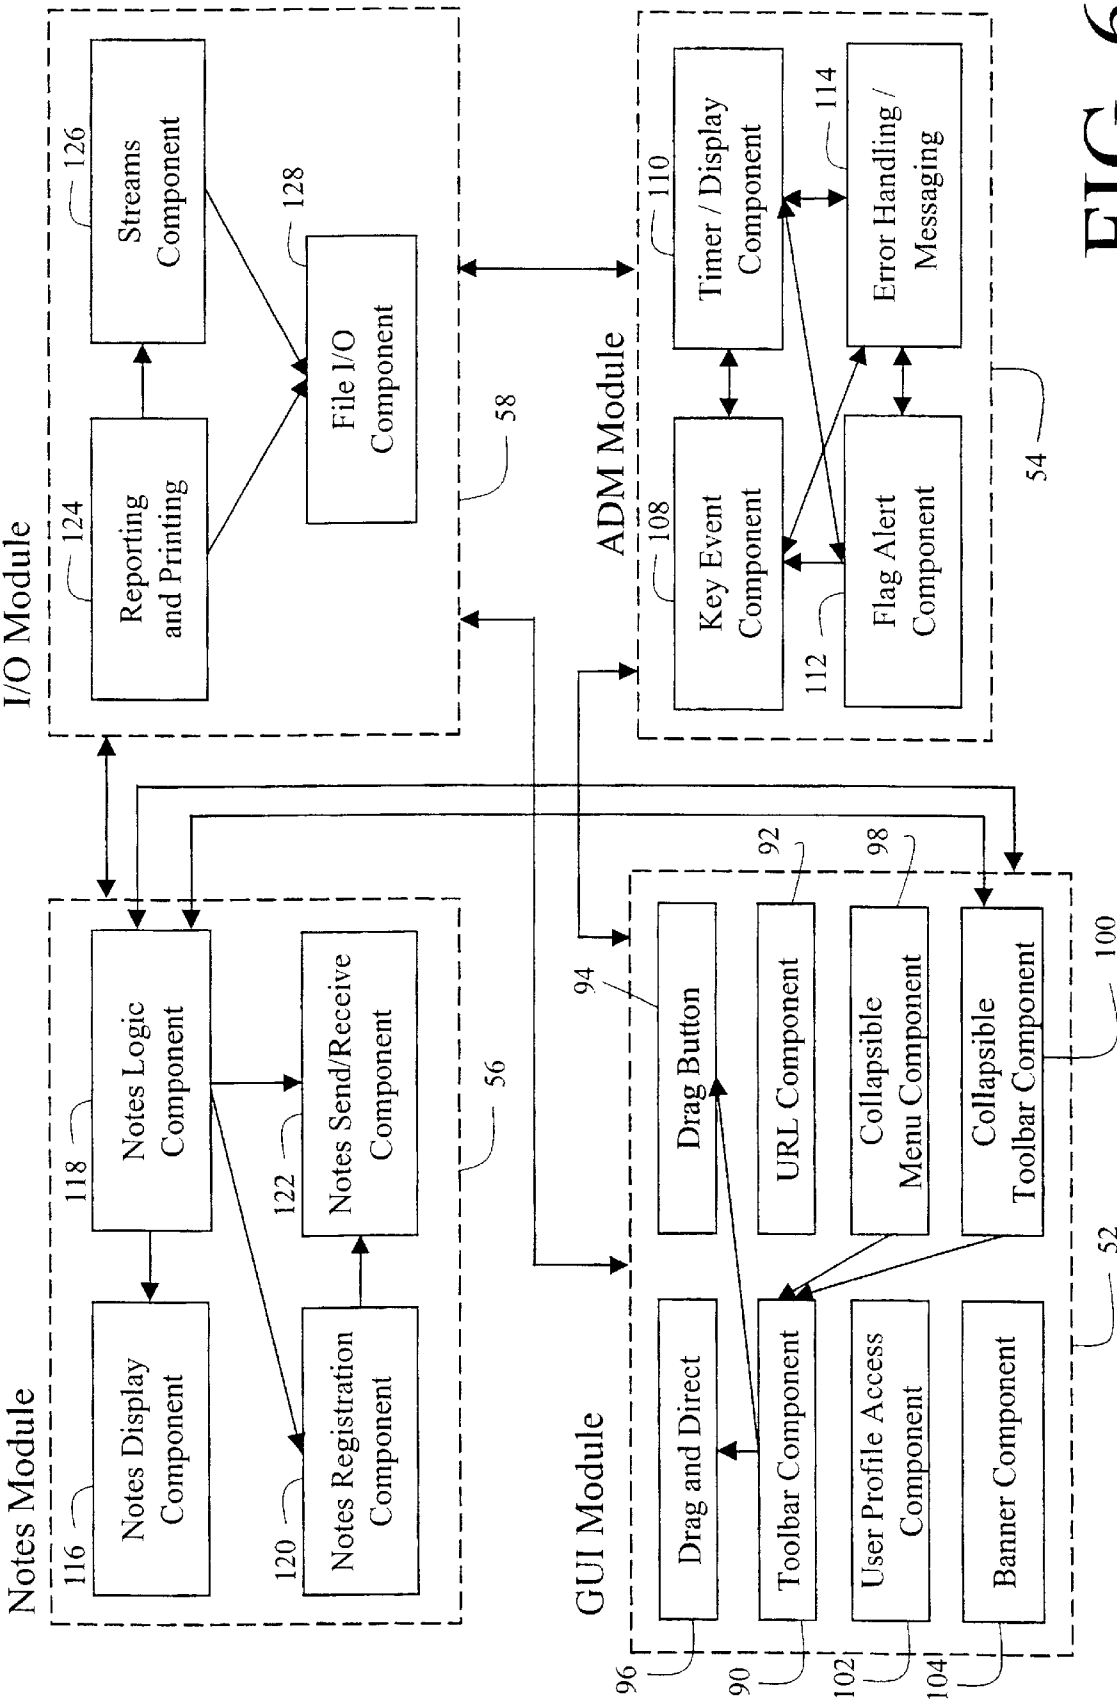 Notes Module
116
Notes Display
Component
118
Notes Logic
Component
120
Notes Registration
Component
122
Notes Send/Receive
Component
56
I/O Module
124
Reporting
and Printing
126
Streams
Component
128
File I/O
Component
58
GUI Module
96
Drag and Direct
94
Drag Button
90
Toolbar Component
92
URL Component
102
User Profile Access
Component
98
Collapsible
Menu Component
104
Banner Component
100
Collapsible
Toolbar Component
52
ADM Module
108
Key Event
Component
110
Timer / Display
Component
112
Flag Alert
Component
114
Error Handling /
Messaging
54
FIG. 6